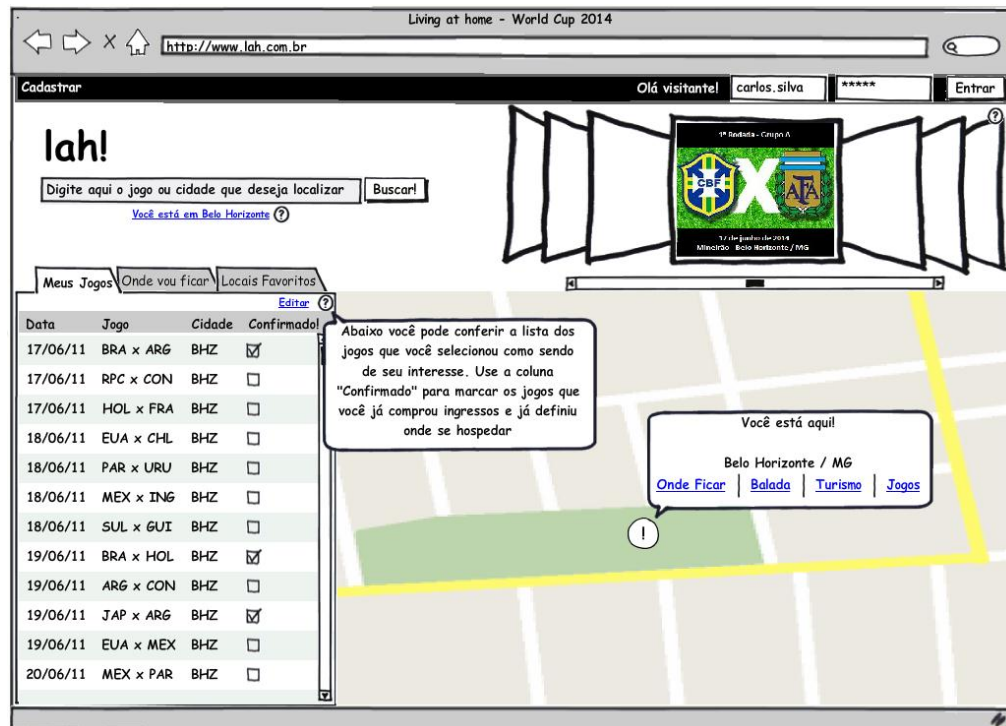 Living at home - World Cup 2014
http://www.lah.com.br
Cadastrar
Olá visitante!
carlos.silva
*****
Entrar
lah!
Digite aqui o jogo ou cidade que deseja localizar
Buscar!
Você está em Belo Horizonte ?
?
1ª Rodada - Grupo A
CBF X AFA
17 de junho de 2014
Mineirão - Belo Horizonte / MG
Meus Jogos Onde vou ficar Locais Favoritos
Editar ?
Data Jogo Cidade Confirmado!
17/06/11 BRA x ARG BHZ
17/06/11 RPC x CON BHZ
17/06/11 HOL x FRA BHZ
18/06/11 EUA x CHL BHZ
18/06/11 PAR x URU BHZ
18/06/11 MEX x ING BHZ
18/06/11 SUL x GUI BHZ
19/06/11 BRA x HOL BHZ
19/06/11 ARG x CON BHZ
19/06/11 JAP x ARG BHZ
19/06/11 EUA x MEX BHZ
20/06/11 MEX x PAR BHZ
Abaixo você pode conferir a lista dos
jogos que você selecionou como sendo
de seu interesse. Use a coluna
"Confirmado" para marcar os jogos que
você já comprou ingressos e já definiu
onde se hospedar
Você está aqui!
Belo Horizonte / MG
Onde Ficar | Balada | Turismo | Jogos
!